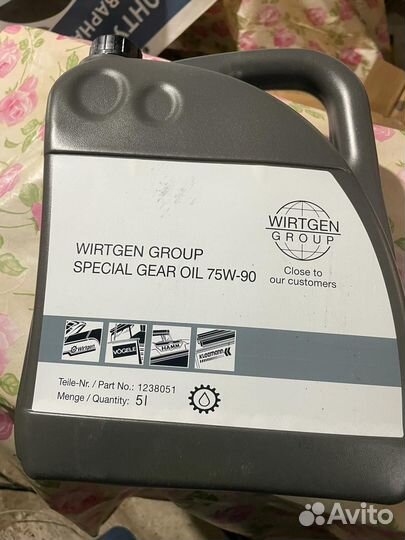 WIRTGEN
GROUP
Close to
our customers
WIRTGEN GROUP
SPECIAL GEAR OIL 75W-90
Wirtgen
VÖGELE
HAMM
Kleemann
Teile-Nr. / Part No.: 1238051
Menge / Quantity: 5l
Avito